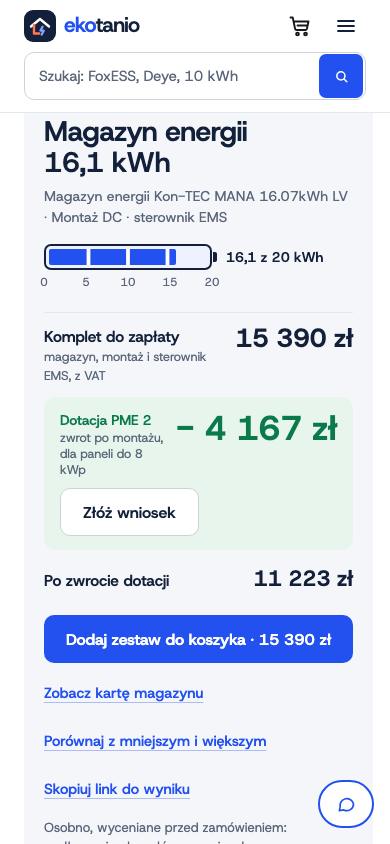 ekotanio
Szukaj: FoxESS, Deye, 10 kWh
Magazyn energii
16,1 kWh
Magazyn energii Kon-TEC MANA 16.07kWh LV
· Montaż DC · sterownik EMS
16,1 z 20 kWh
0 5 10 15 20
Komplet do zapłaty
15 390 zł
magazyn, montaż i sterownik
EMS, z VAT
Dotacja PME 2
− 4 167 zł
zwrot po montażu,
dla paneli do 8
kWp
Złóż wniosek
Po zwrocie dotacji
11 223 zł
Dodaj zestaw do koszyka · 15 390 zł
Zobacz kartę magazynu
Porównaj z mniejszym i większym
Skopiuj link do wyniku
Osobno, wyceniane przed zamówieniem: